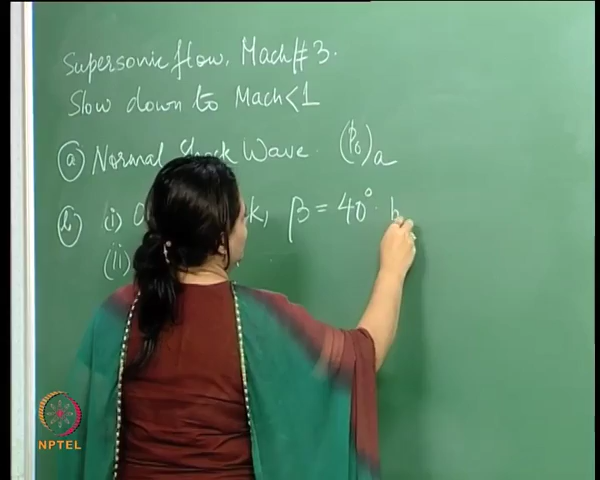 Supersonic flow, Mach# 3.
Slow down to Mach<1
(a) Normal Shock Wave. (p₀)a
(b) (i) O k, β = 40°.
(ii)
NPTEL